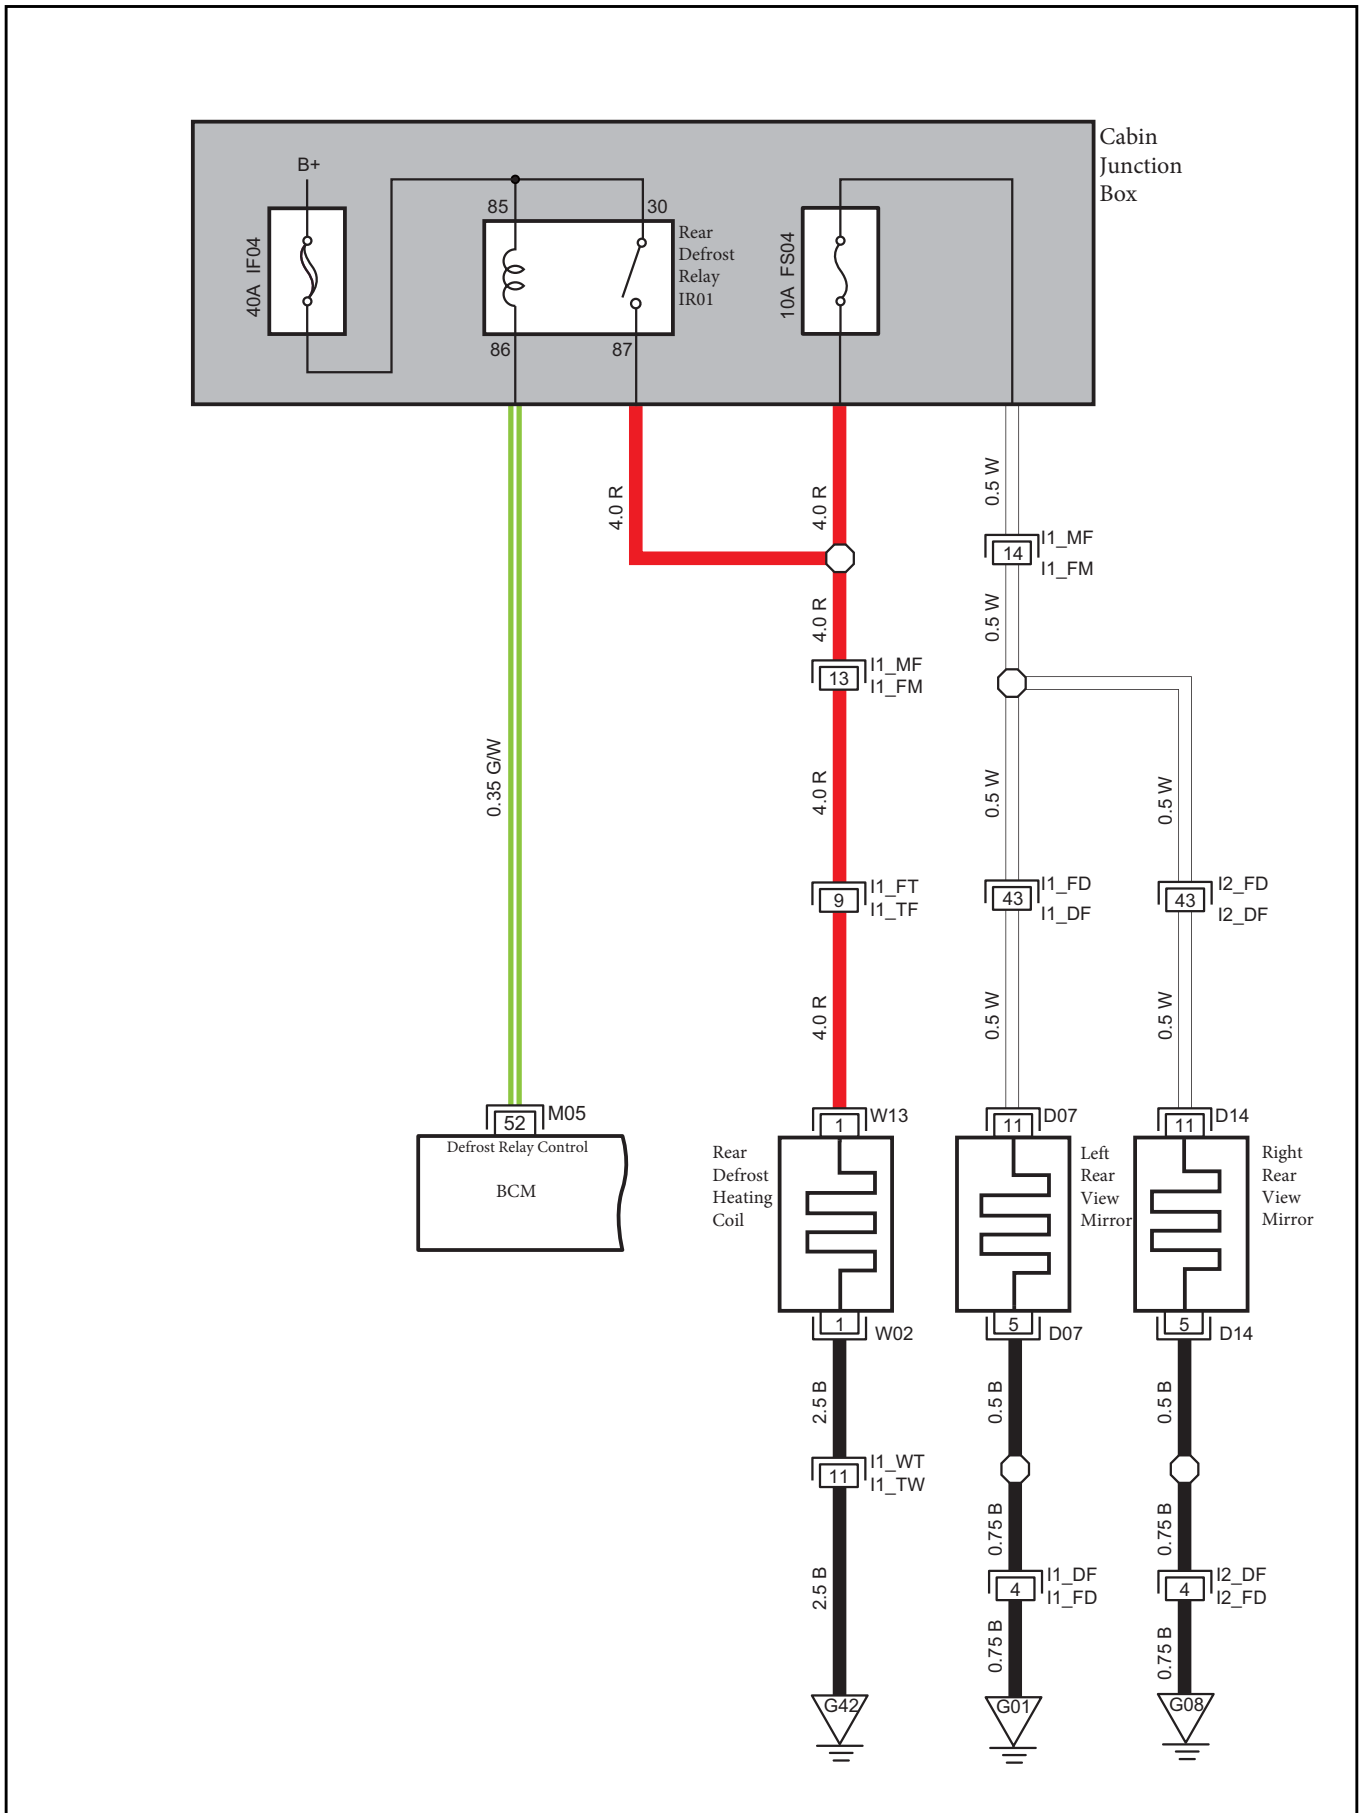 Cabin
Junction
Box
B+
40A IF04
85
30
Rear
Defrost
Relay
IR01
86
87
10A FS04
4.0 R
4.0 R
0.5 W
I1_MF
14
I1_FM
4.0 R
0.5 W
I1_MF
13
I1_FM
0.35 G/W
4.0 R
0.5 W
0.5 W
I1_FT
9
I1_TF
I1_FD
43
I1_DF
I2_FD
43
I2_DF
4.0 R
0.5 W
0.5 W
52
M05
Defrost Relay Control
BCM
1
W13
Rear
Defrost
Heating
Coil
1
W02
11
D07
Left
Rear
View
Mirror
5
D07
11
D14
Right
Rear
View
Mirror
5
D14
2.5 B
0.5 B
0.5 B
I1_WT
11
I1_TW
0.75 B
0.75 B
2.5 B
I1_DF
4
I1_FD
I2_DF
4
I2_FD
0.75 B
0.75 B
G42
G01
G08